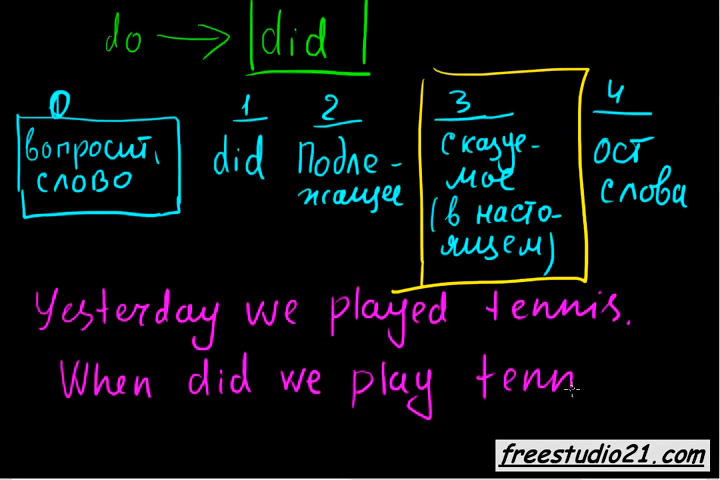 do → did
0 1 2 3 4
вопросит. did Подле- сказуе- ост
слово жащее мое слова
(в насто-
ящем)
Yesterday we played tennis.
When did we play tenn
freestudio21.com